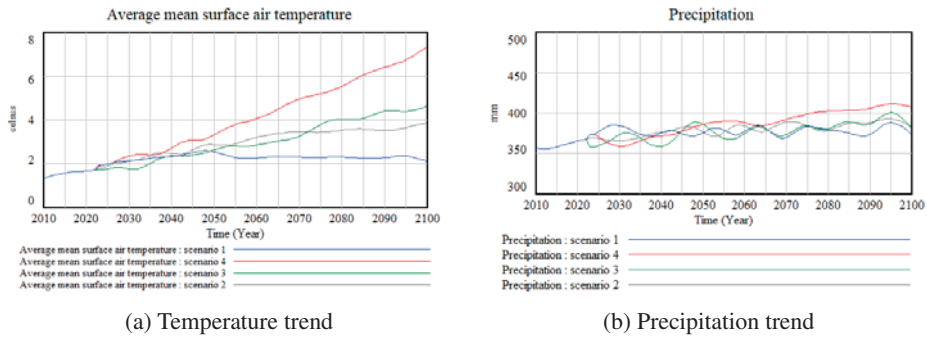 Average mean surface air temperature
8
6
4
2
0
celsius
2010 2020 2030 2040 2050 2060 2070 2080 2090 2100
Time (Year)
Average mean surface air temperature : scenario 1
Average mean surface air temperature : scenario 4
Average mean surface air temperature : scenario 3
Average mean surface air temperature : scenario 2
(a) Temperature trend
Precipitation
500
450
400
350
300
mm
2010 2020 2030 2040 2050 2060 2070 2080 2090 2100
Time (Year)
Precipitation : scenario 1
Precipitation : scenario 4
Precipitation : scenario 3
Precipitation : scenario 2
(b) Precipitation trend